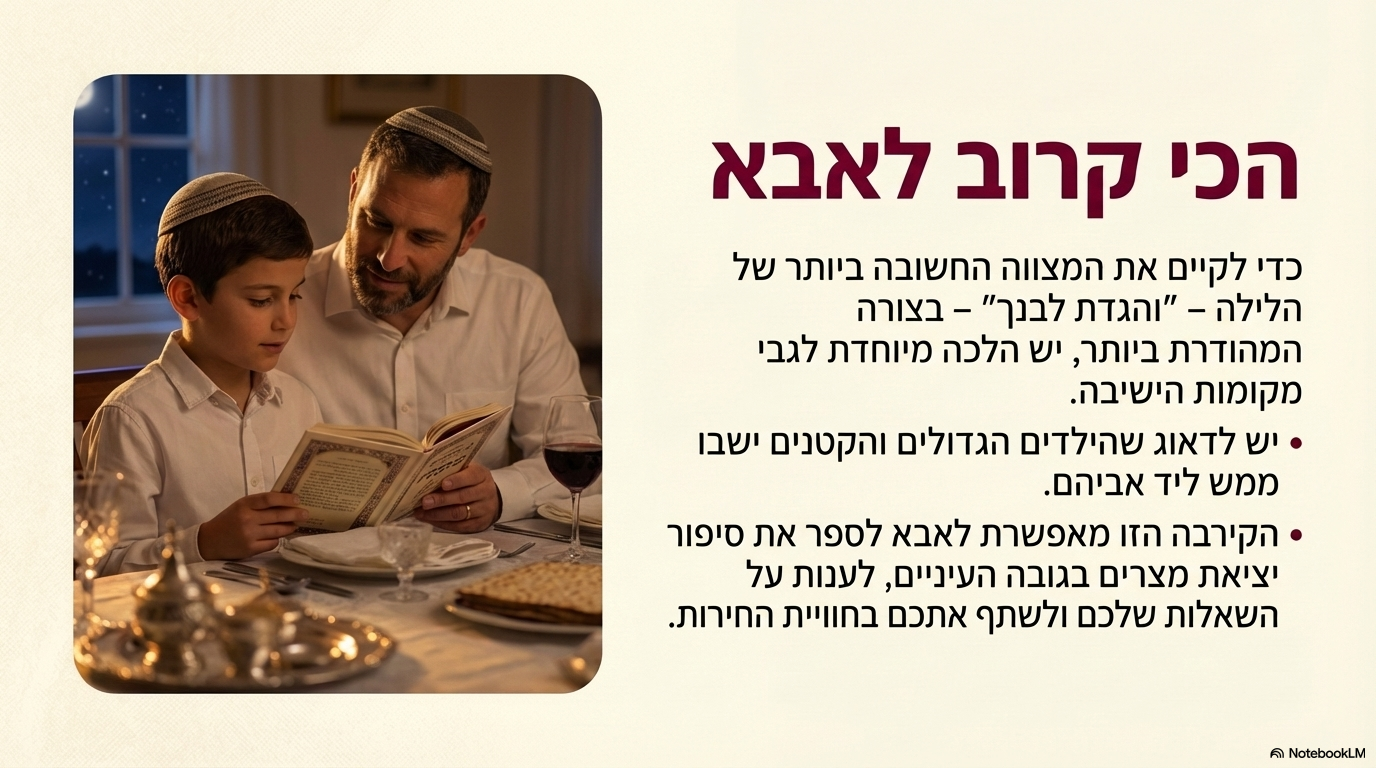 הכי קרוב לאבא
כדי לקיים את המצווה החשובה ביותר של
הלילה – "והגדת לבנך" – בצורה
המהודרת ביותר, יש הלכה מיוחדת לגבי
מקומות הישיבה.
• יש לדאוג שהילדים הגדולים והקטנים ישבו
ממש ליד אביהם.
• הקירבה הזו מאפשרת לאבא לספר את סיפור
יציאת מצרים בגובה העיניים, לענות על
השאלות שלכם ולשתף אתכם בחוויית החירות.
NotebookLM